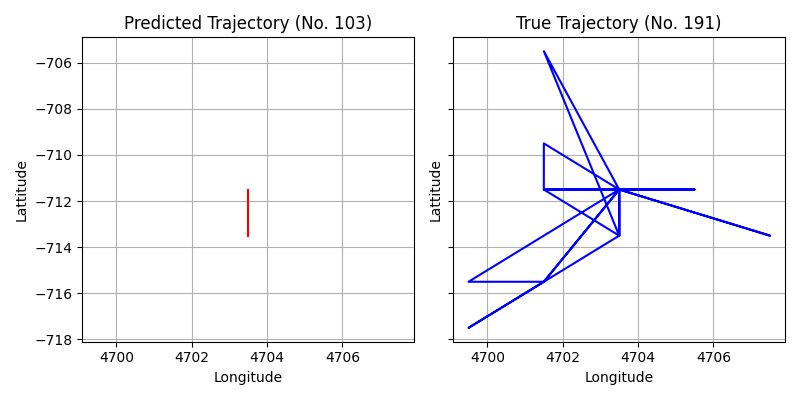 Predicted Trajectory (No. 103)
True Trajectory (No. 191)
−706
−708
−710
−712
−714
−716
−718
Lattitude
Lattitude
4700 4702 4704 4706
4700 4702 4704 4706
Longitude
Longitude